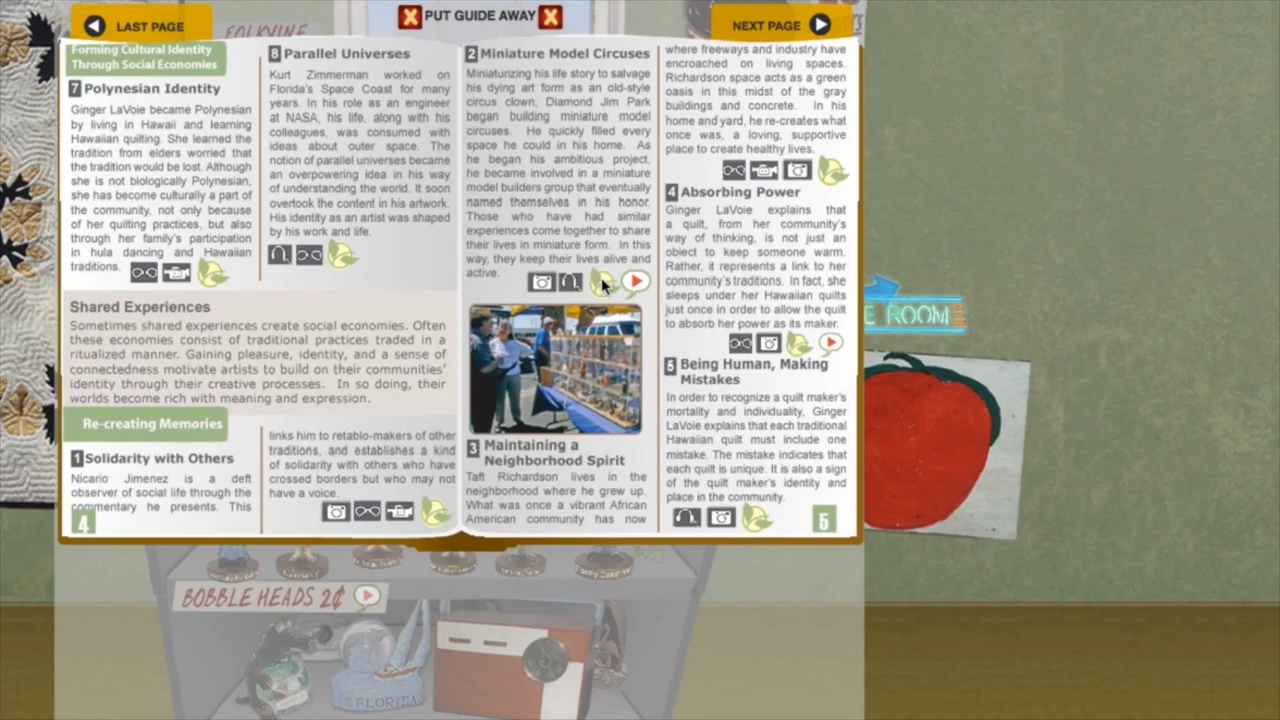 LAST PAGE
PUT GUIDE AWAY
NEXT PAGE
Forming Cultural Identity
Through Social Economies
7 Polynesian Identity
Ginger LaVoie became Polynesian
by living in Hawaii and learning
Hawaiian quilting. She learned the
tradition from elders worried that
the tradition would be lost. Although
she is not biologically Polynesian,
she has become culturally a part of
the community, not only because
of her quilting practices, but also
through her family's participation
in hula dancing and Hawaiian
traditions.
8 Parallel Universes
Kurt Zimmerman worked on
Florida's Space Coast for many
years. In his role as an engineer
at NASA, his life, along with his
colleagues, was consumed with
ideas about outer space. The
notion of parallel universes became
an overpowering idea in his way
of understanding the world. It soon
overtook the content in his artwork.
His identity as an artist was shaped
by his work and life.
Shared Experiences
Sometimes shared experiences create social economies. Often
these economies consist of traditional practices traded in a
ritualized manner. Gaining pleasure, identity, and a sense of
connectedness motivate artists to build on their communities'
identity through their creative processes. In so doing, their
worlds become rich with meaning and expression.
Re-creating Memories
1 Solidarity with Others
Nicario Jimenez is a deft
observer of social life through the
commentary he presents. This
links him to retablo-makers of other
traditions, and establishes a kind
of solidarity with others who have
crossed borders but who may not
have a voice.
4
2 Miniature Model Circuses
Miniaturizing his life story to salvage
his dying art form as an old-style
circus clown, Diamond Jim Park
began building miniature model
circuses. He quickly filled every
space he could in his home. As
he began his ambitious project,
he became involved in a miniature
model builders group that eventually
named themselves in his honor.
Those who have had similar
experiences come together to share
their lives in miniature form. In this
way, they keep their lives alive and
active.
3 Maintaining a
Neighborhood Spirit
Taft Richardson lives in the
neighborhood where he grew up.
What was once a vibrant African
American community has now
where freeways and industry have
encroached on living spaces.
Richardson space acts as a green
oasis in this midst of the gray
buildings and concrete. In his
home and yard, he re-creates what
once was, a loving, supportive
place to create healthy lives.
4 Absorbing Power
Ginger LaVoie explains that
a quilt, from her community's
way of thinking, is not just an
object to keep someone warm.
Rather, it represents a link to her
community's traditions. In fact, she
sleeps under her Hawaiian quilts
just once in order to allow the quilt
to absorb her power as its maker.
5 Being Human, Making
Mistakes
In order to recognize a quilt maker's
mortality and individuality, Ginger
LaVoie explains that each traditional
Hawaiian quilt must include one
mistake. The mistake indicates that
each quilt is unique. It is also a sign
of the quilt maker's identity and
place in the community.
5
E ROOM
BOBBLE HEADS 2¢
FLORIDA